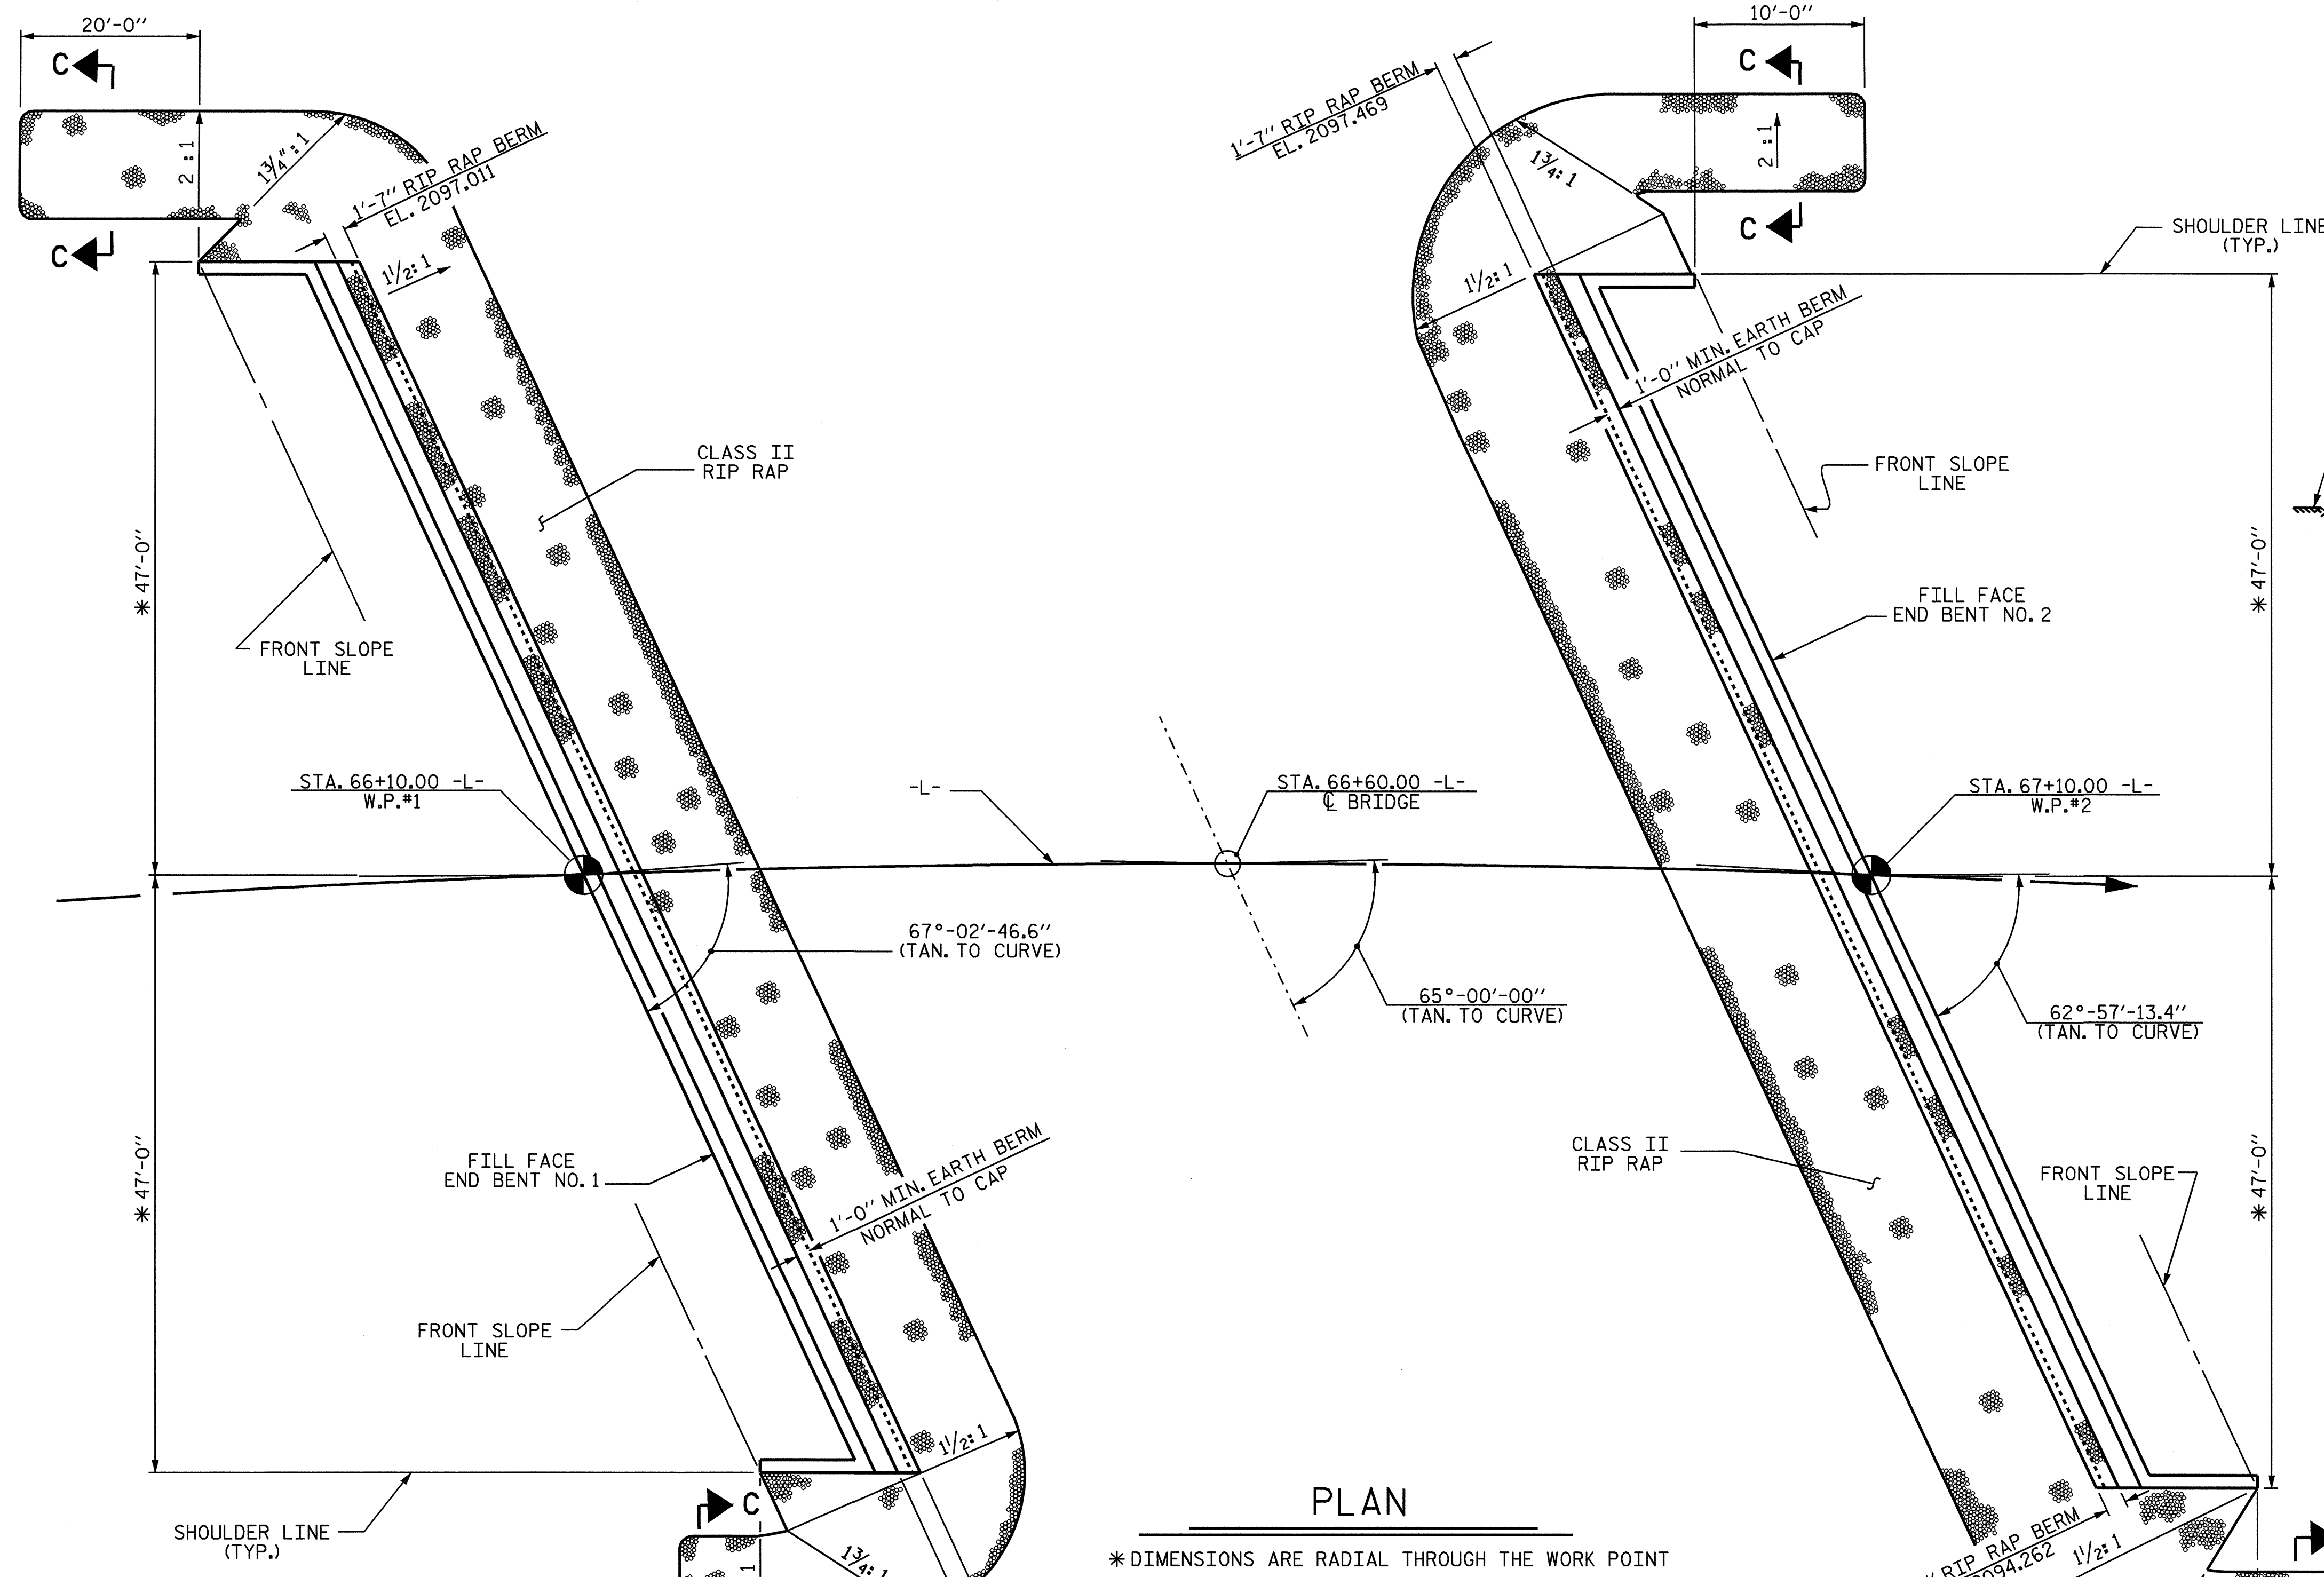 20'-0"
10'-0"
C
C
1'-7" RIP RAP BERM
EL. 2097.469
2 : 1
1 3/4" : 1
1'-7" RIP RAP BERM
EL. 2097.011
1 3/4 : 1
2 : 1
C
C
SHOULDER LINE
(TYP.)
1 1/2 : 1
1 1/2 : 1
1'-0" MIN. EARTH BERM
NORMAL TO CAP
CLASS II
RIP RAP
FRONT SLOPE
LINE
* 47'-0"
* 47'-0"
FILL FACE
END BENT NO. 2
FRONT SLOPE
LINE
STA. 66+10.00 -L-
W.P.#1
-L-
STA. 66+60.00 -L-
℄ BRIDGE
STA. 67+10.00 -L-
W.P.#2
67°-02'-46.6"
(TAN. TO CURVE)
65°-00'-00"
(TAN. TO CURVE)
62°-57'-13.4"
(TAN. TO CURVE)
* 47'-0"
* 47'-0"
FILL FACE
END BENT NO. 1
1'-0" MIN. EARTH BERM
NORMAL TO CAP
CLASS II
RIP RAP
FRONT SLOPE
LINE
FRONT SLOPE
LINE
1 1/2 : 1
C
SHOULDER LINE
(TYP.)
1 3/4 : 1
1
PLAN
* DIMENSIONS ARE RADIAL THROUGH THE WORK POINT
RIP RAP BERM
094.262
1 1/2 : 1